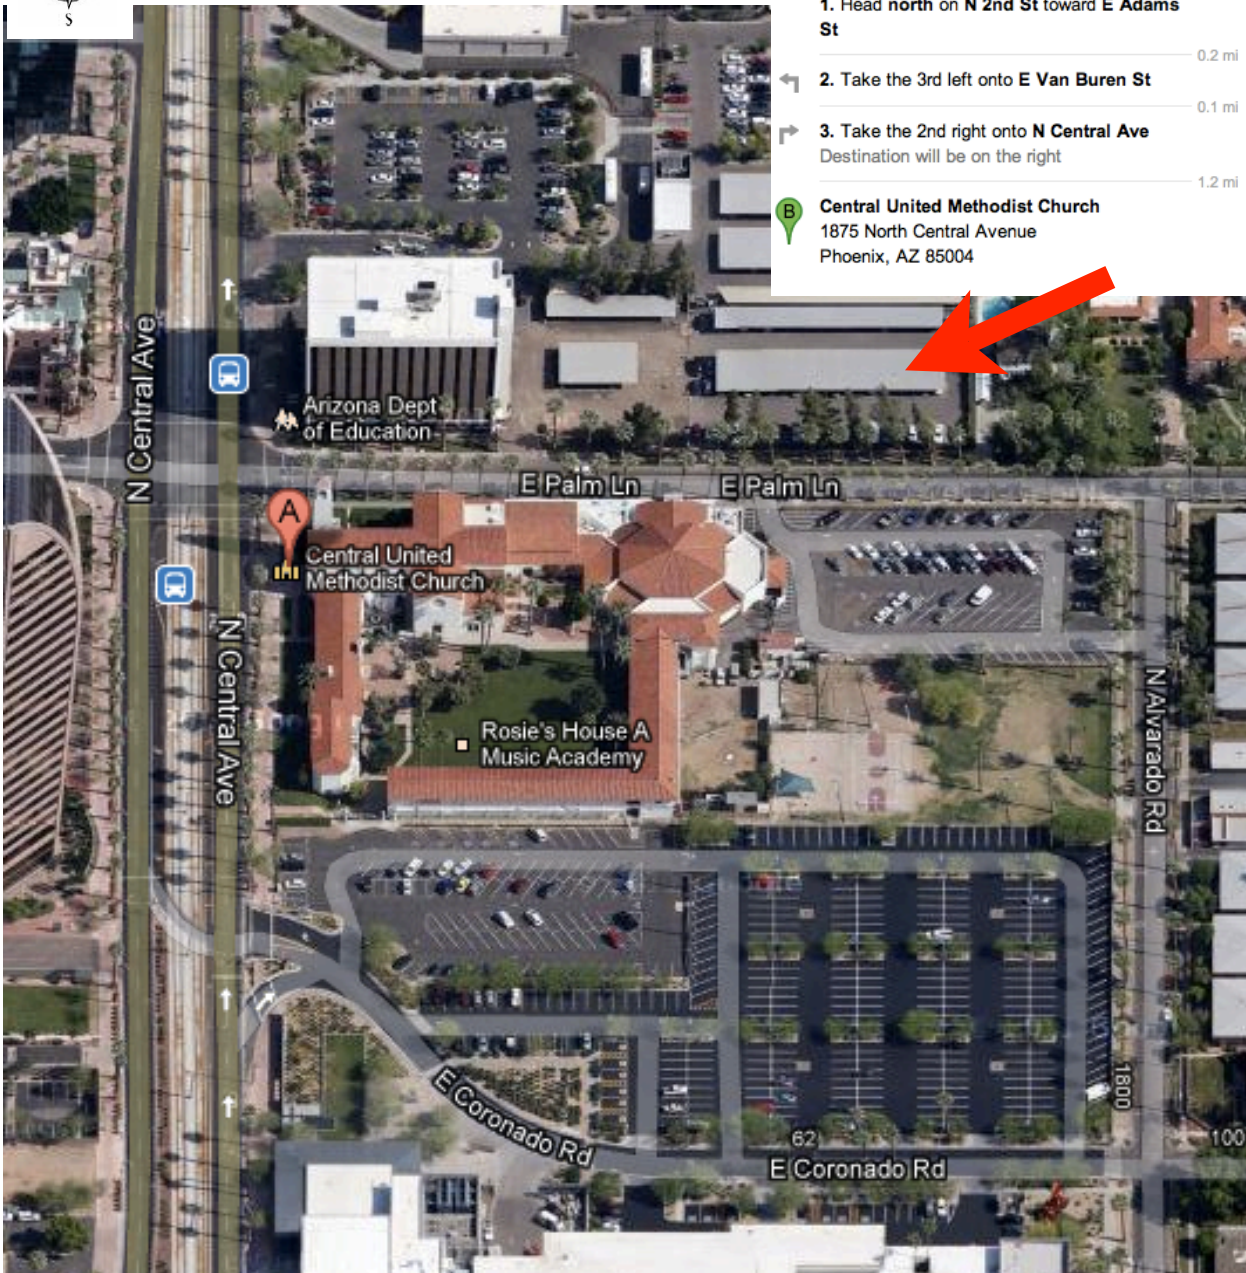 S
1. Head north on N 2nd St toward E Adams
St
0.2 mi
2. Take the 3rd left onto E Van Buren St
0.1 mi
3. Take the 2nd right onto N Central Ave
Destination will be on the right
1.2 mi
B
Central United Methodist Church
1875 North Central Avenue
Phoenix, AZ 85004
N Central Ave
Arizona Dept
of Education
E Palm Ln
E Palm Ln
A
Central United
Methodist Church
N Central Ave
Rosie's House A
Music Academy
N Alvarado Rd
1800
E Coronado Rd
62
100
E Coronado Rd